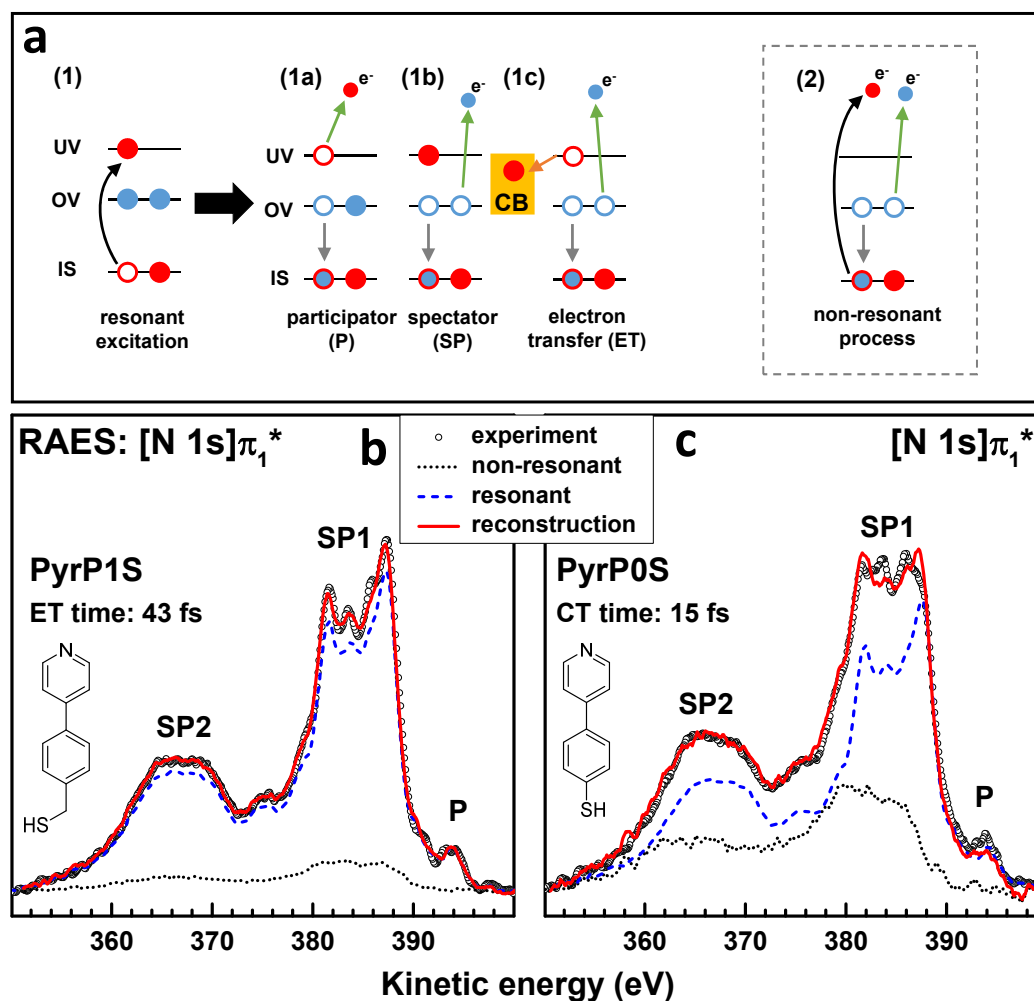 a
(1)
(1a)
(1b)
(1c)
(2)
e-
e-
e-
e-
e-
UV
OV
IS
UV
OV
IS
CB
resonant
excitation
participator
(P)
spectator
(SP)
electron
transfer (ET)
non-resonant
process
RAES: [N 1s]π1*
b
experiment
non-resonant
resonant
reconstruction
c
[N 1s]π1*
PyrP1S
ET time: 43 fs
N
HS
SP2
SP1
P
PyrP0S
CT time: 15 fs
N
SH
SP2
SP1
P
360 370 380 390
360 370 380 390
Kinetic energy (eV)